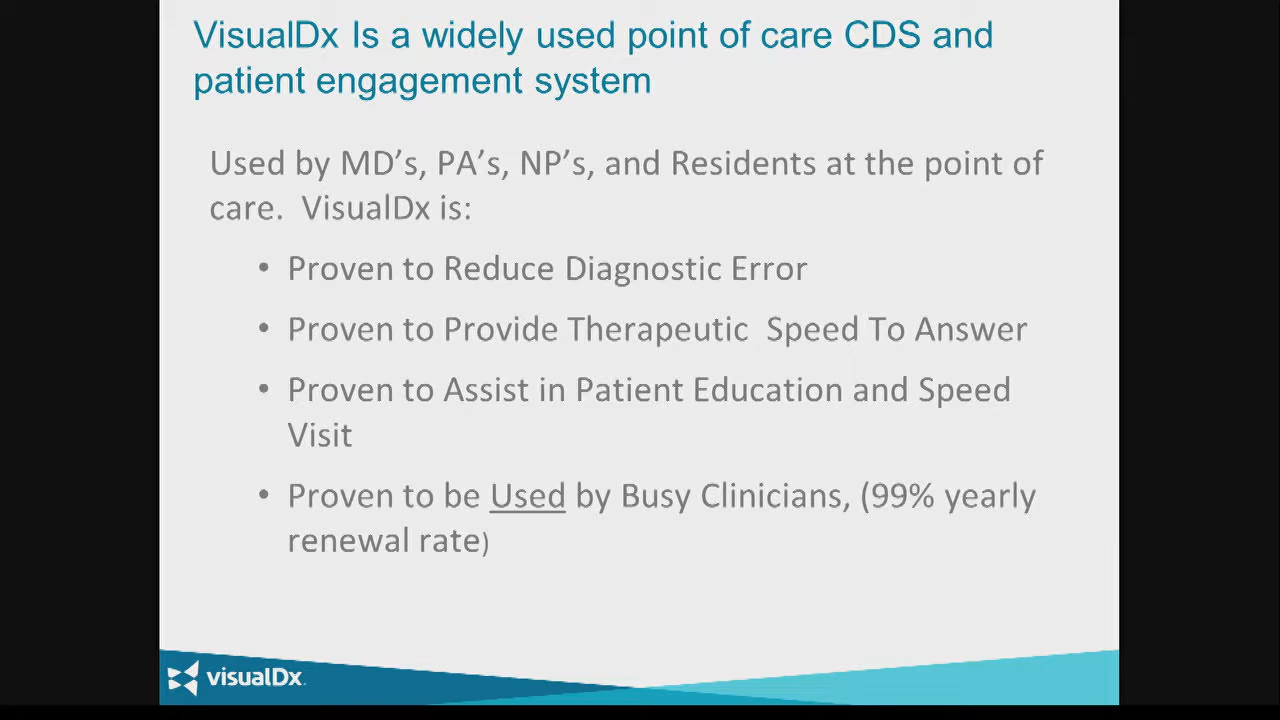 VisualDx Is a widely used point of care CDS and
patient engagement system
Used by MD’s, PA’s, NP’s, and Residents at the point of
care.  VisualDx is:
• Proven to Reduce Diagnostic Error
• Proven to Provide Therapeutic  Speed To Answer
• Proven to Assist in Patient Education and Speed
Visit
• Proven to be Used by Busy Clinicians, (99% yearly
renewal rate)
visualDx.